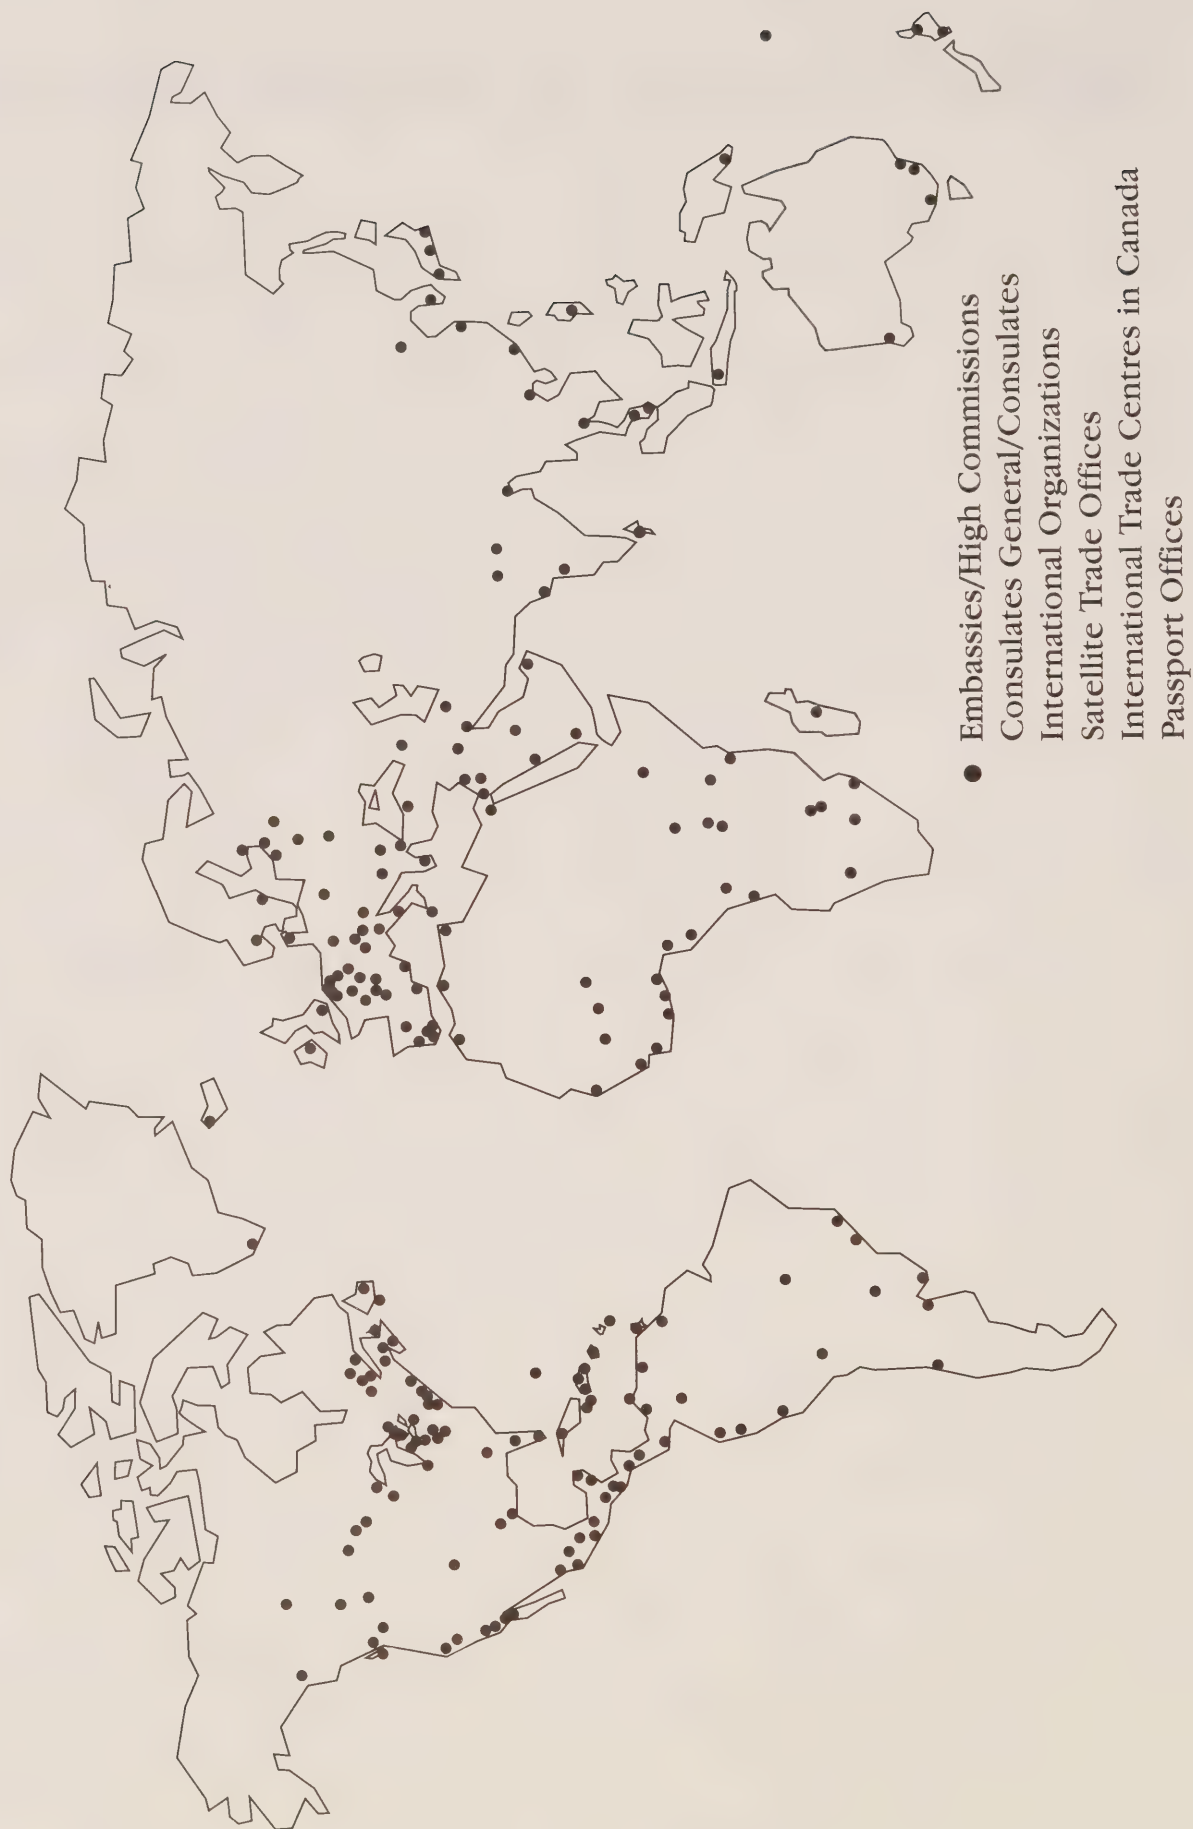 Embassies/High Commissions
Consulates General/Consulates
International Organizations
Satellite Trade Offices
International Trade Centres in Canada
Passport Offices